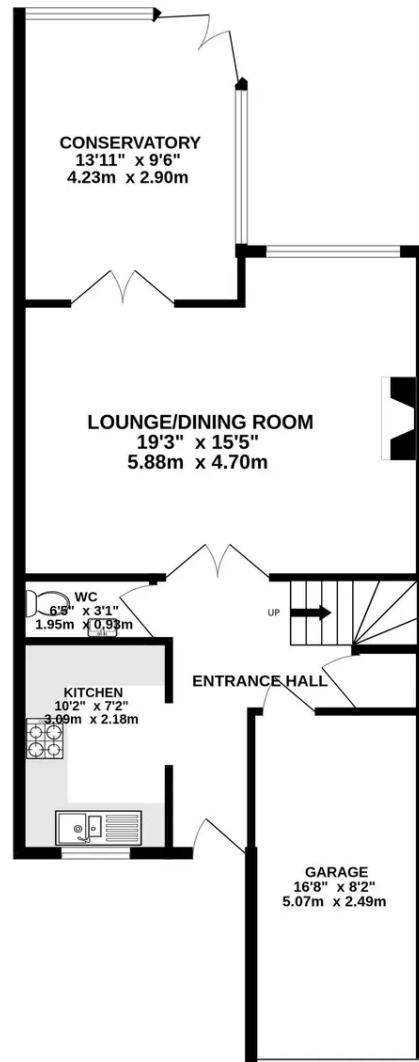 CONSERVATORY
13'11" x 9'6"
4.23m x 2.90m
LOUNGE/DINING ROOM
19'3" x 15'5"
5.88m x 4.70m
WC
6'5" x 3'1"
1.95m x 0.93m
UP
ENTRANCE HALL
KITCHEN
10'2" x 7'2"
3.09m x 2.18m
GARAGE
16'8" x 8'2"
5.07m x 2.49m